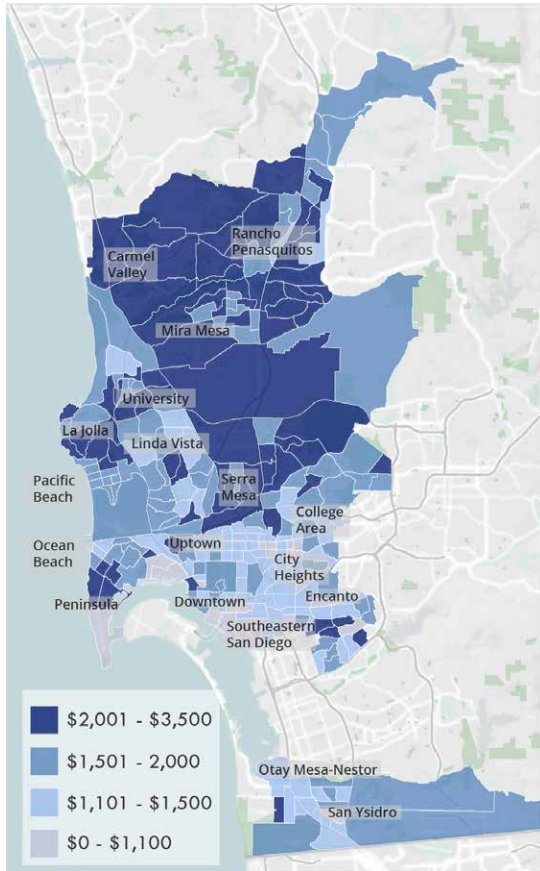 Rancho
Penasquitos
Carmel
Valley
Mira Mesa
University
La Jolla
Linda Vista
Pacific
Beach
Serra
Mesa
College
Area
Ocean
Beach
Uptown
City
Heights
Peninsula
Downtown
Encanto
Southeastern
San Diego
$2,001 - $3,500
$1,501 - 2,000
$1,101 - $1,500
$0 - $1,100
Otay Mesa-Nestor
San Ysidro